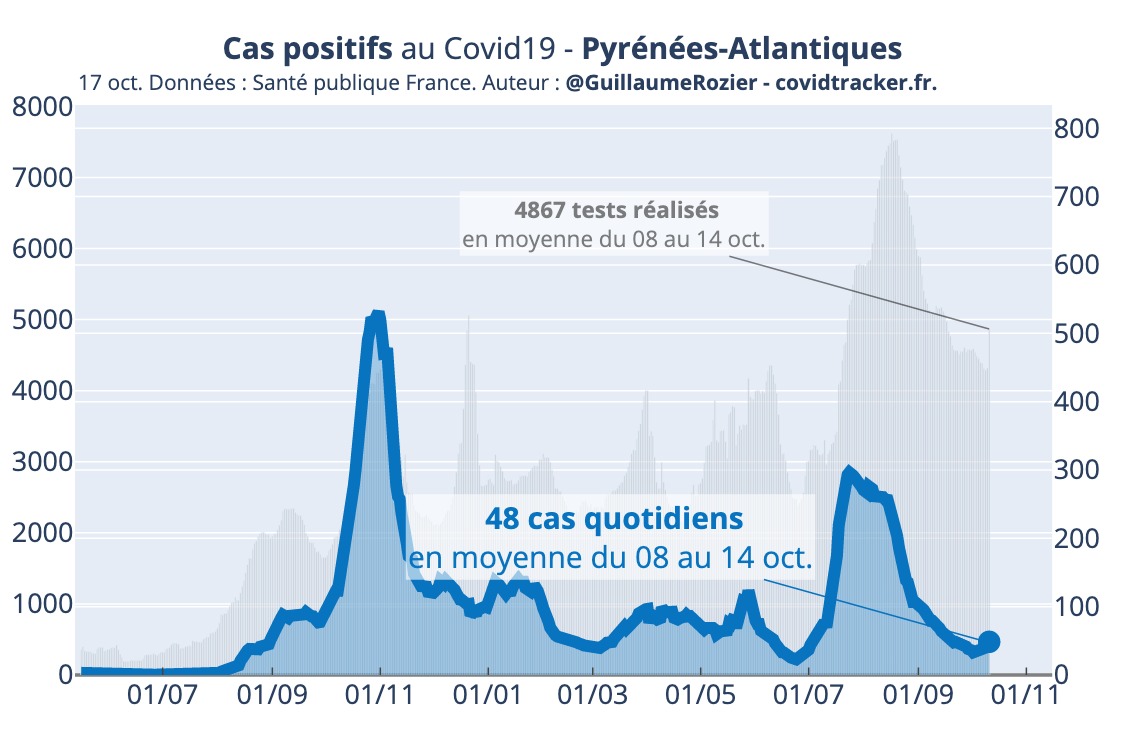 Cas positifs au Covid19 - Pyrénées-Atlantiques
17 oct. Données : Santé publique France. Auteur : @GuillaumeRozier - covidtracker.fr.
8000
7000
6000
5000
4000
3000
2000
1000
0
800
700
600
500
400
300
200
100
0
4867 tests réalisés
en moyenne du 08 au 14 oct.
48 cas quotidiens
en moyenne du 08 au 14 oct.
01/07 01/09 01/11 01/01 01/03 01/05 01/07 01/09 01/11